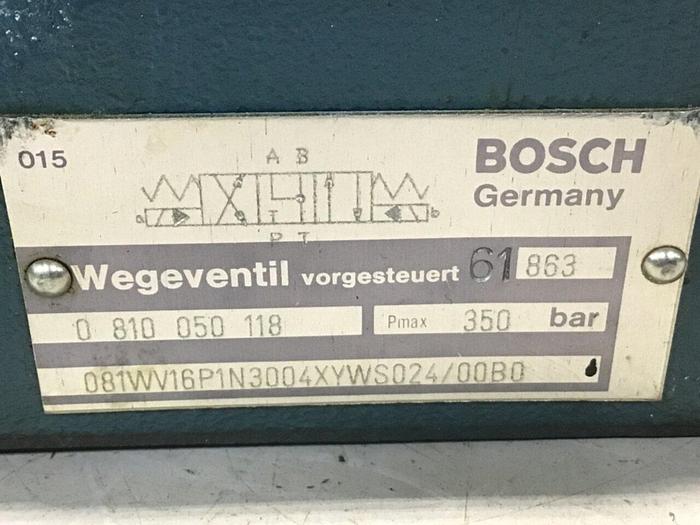 015
A B
BOSCH
Germany
a
b
T
P T
Wegeventil vorgesteuert 61 863
0 810 050 118
Pmax 350 bar
081WV16P1N3004XYWS024/00B0